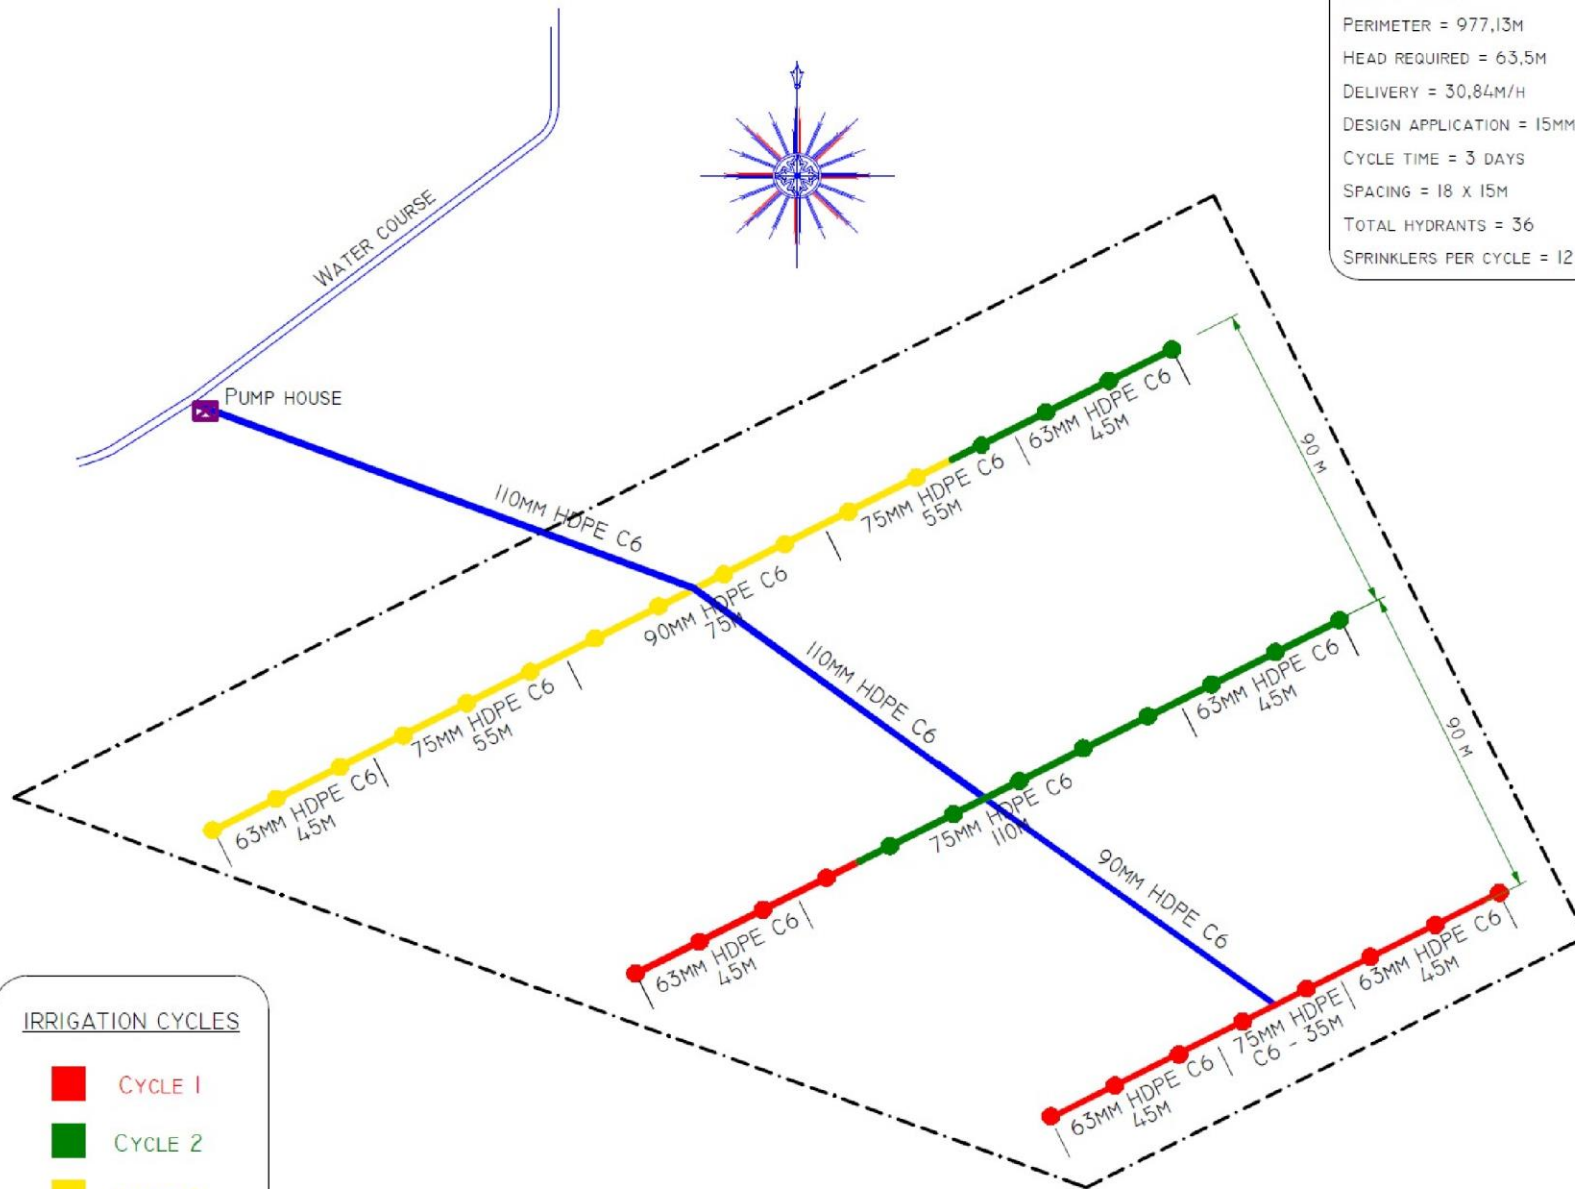 PERIMETER = 977,13M
HEAD REQUIRED = 63,5M
DELIVERY = 30,84M/H
DESIGN APPLICATION = 15MM
CYCLE TIME = 3 DAYS
SPACING = 18 X 15M
TOTAL HYDRANTS = 36
SPRINKLERS PER CYCLE = 12
WATER COURSE
PUMP HOUSE
110MM HDPE C6
63MM HDPE C6
45M
75MM HDPE C6
55M
90MM HDPE C6
75M
75MM HDPE C6
55M
63MM HDPE C6
45M
90 M
110MM HDPE C6
63MM HDPE C6
45M
75MM HDPE C6
110M
63MM HDPE C6
45M
90 M
90MM HDPE C6
63MM HDPE C6
45M
75MM HDPE
C6 - 35M
63MM HDPE C6
45M
IRRIGATION CYCLES
CYCLE 1
CYCLE 2